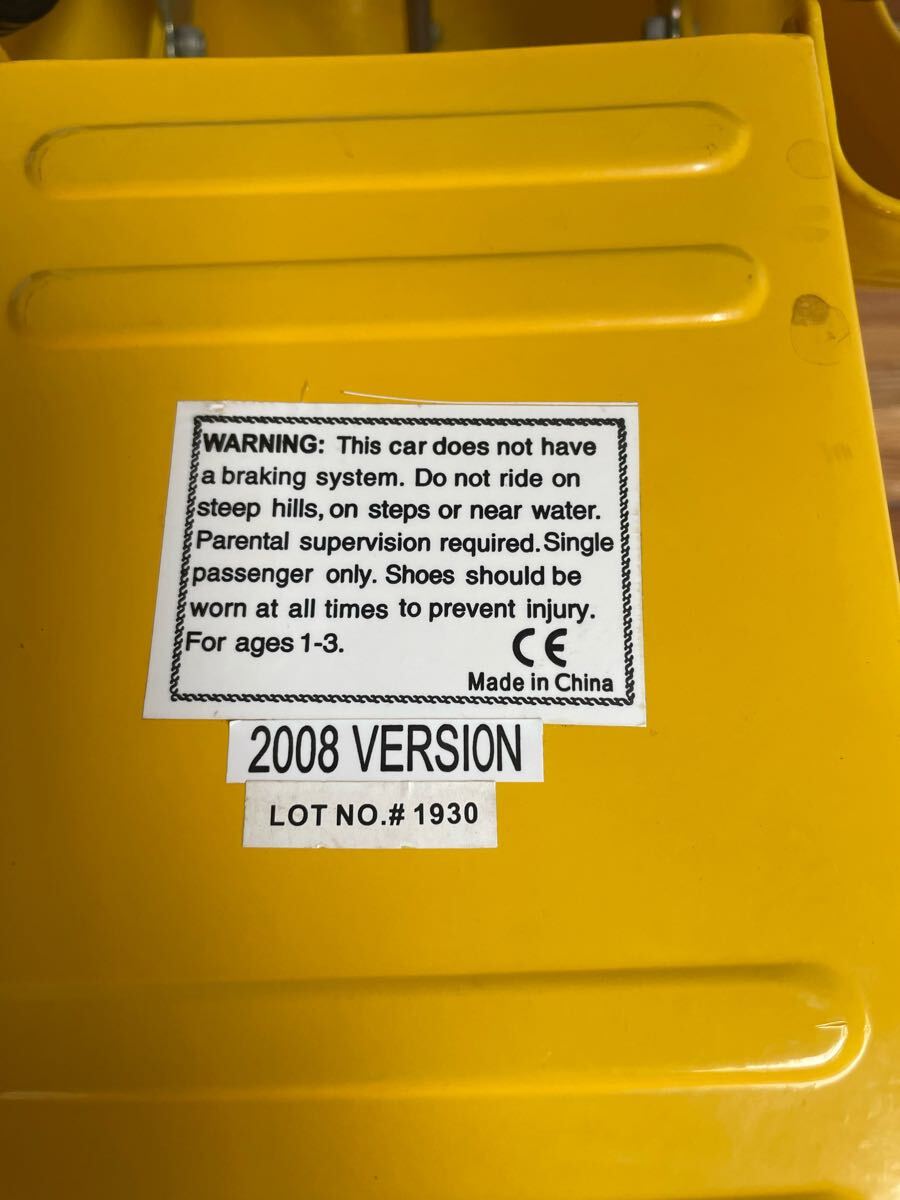 WARNING: This car does not have
a braking system. Do not ride on
steep hills, on steps or near water.
Parental supervision required. Single
passenger only. Shoes should be
worn at all times to prevent injury.
For ages 1-3.
CE
Made in China
2008 VERSION
LOT NO.# 1930